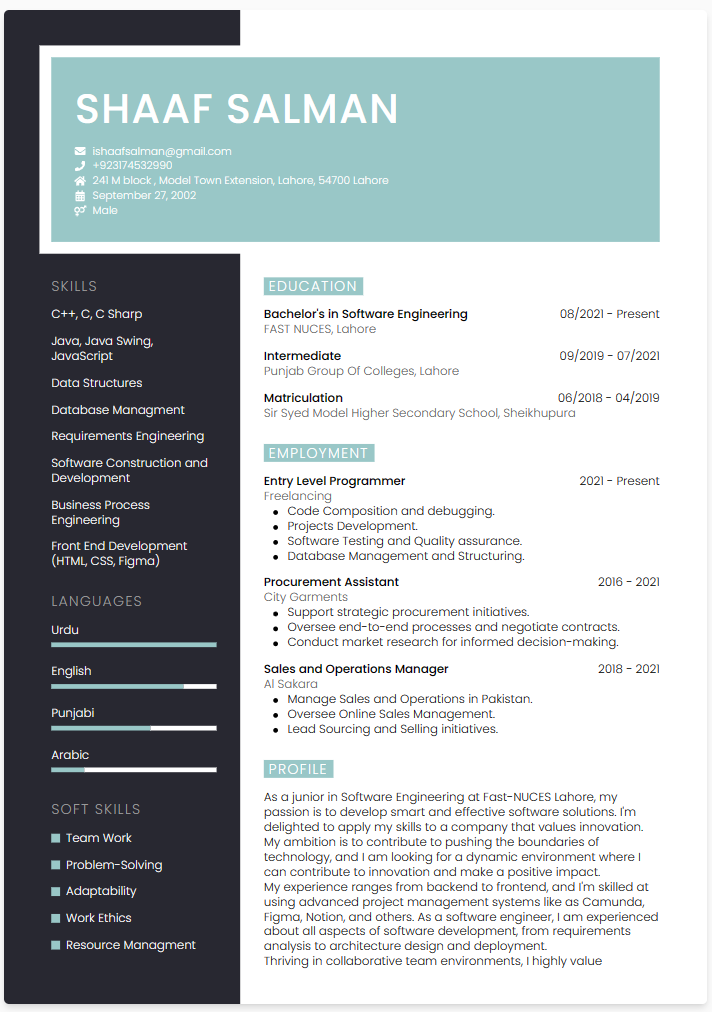 SHAAF SALMAN
ishaafsalman@gmail.com
+923174532990
241 M block , Model Town Extension, Lahore, 54700 Lahore
September 27, 2002
Male
SKILLS
C++, C, C Sharp
Java, Java Swing,
JavaScript
Data Structures
Database Managment
Requirements Engineering
Software Construction and
Development
Business Process
Engineering
Front End Development
(HTML, CSS, Figma)
LANGUAGES
Urdu
English
Punjabi
Arabic
SOFT SKILLS
Team Work
Problem-Solving
Adaptability
Work Ethics
Resource Managment
EDUCATION
Bachelor's in Software Engineering 08/2021 - Present
FAST NUCES, Lahore
Intermediate 09/2019 - 07/2021
Punjab Group Of Colleges, Lahore
Matriculation 06/2018 - 04/2019
Sir Syed Model Higher Secondary School, Sheikhupura
EMPLOYMENT
Entry Level Programmer 2021 - Present
Freelancing
• Code Composition and debugging.
• Projects Development.
• Software Testing and Quality assurance.
• Database Management and Structuring.
Procurement Assistant 2016 - 2021
City Garments
• Support strategic procurement initiatives.
• Oversee end-to-end processes and negotiate contracts.
• Conduct market research for informed decision-making.
Sales and Operations Manager 2018 - 2021
Al Sakara
• Manage Sales and Operations in Pakistan.
• Oversee Online Sales Management.
• Lead Sourcing and Selling initiatives.
PROFILE
As a junior in Software Engineering at Fast-NUCES Lahore, my
passion is to develop smart and effective software solutions. I'm
delighted to apply my skills to a company that values innovation.
My ambition is to contribute to pushing the boundaries of
technology, and I am looking for a dynamic environment where I
can contribute to innovation and make a positive impact.
My experience ranges from backend to frontend, and I'm skilled at
using advanced project management systems like as Camunda,
Figma, Notion, and others. As a software engineer, I am experienced
about all aspects of software development, from requirements
analysis to architecture design and deployment.
Thriving in collaborative team environments, I highly value